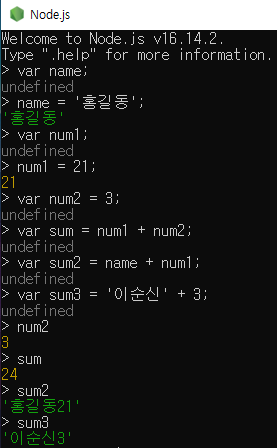 Node.js
Welcome to Node.js v16.14.2.
Type ".help" for more information.
> var name;
undefined
> name = '홍길동';
'홍길동'
> var num1;
undefined
> num1 = 21;
21
> var num2 = 3;
undefined
> var sum = num1 + num2;
undefined
> var sum2 = name + num1;
undefined
> var sum3 = '이순신' + 3;
undefined
> num2
3
> sum
24
> sum2
'홍길동21'
> sum3
'이순신3'